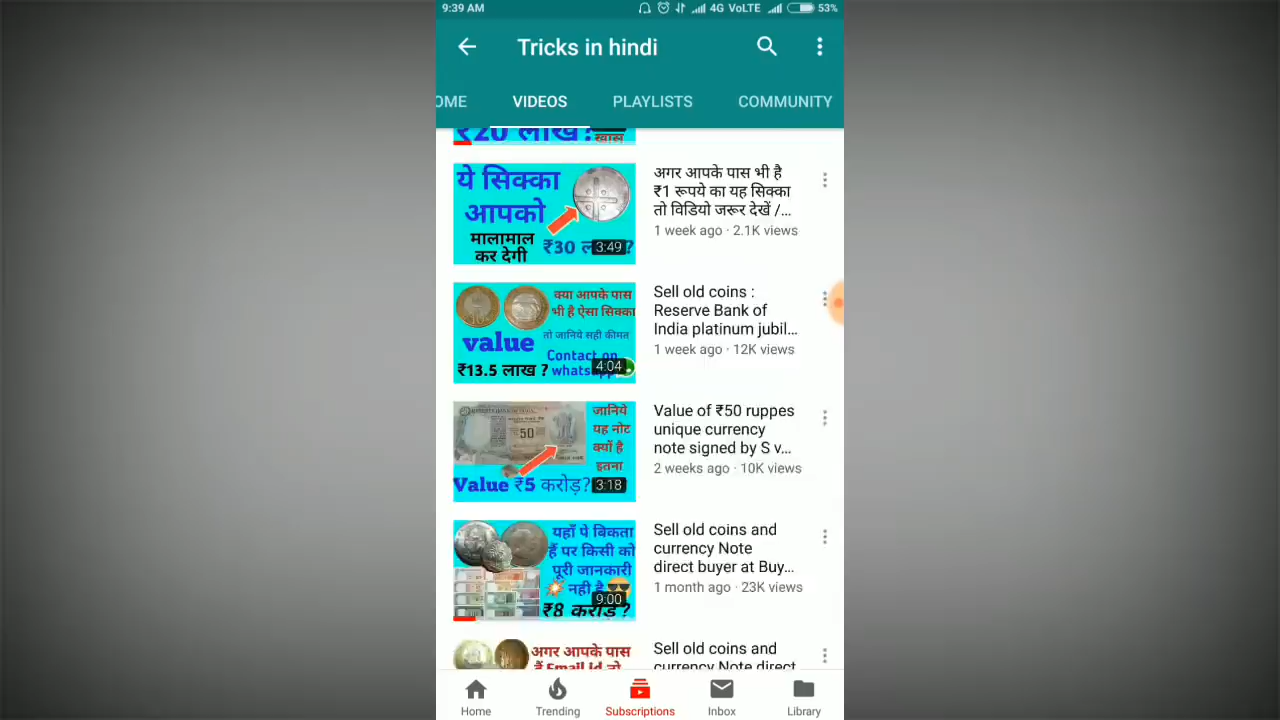 9:39 AM
4G VoLTE
53%
Tricks in hindi
OME
VIDEOS
PLAYLISTS
COMMUNITY
₹20 लाख?
खास
ये सिक्का
आपको
मालामाल
कर देगी
₹30
?
3:49
अगर आपके पास भी है
₹1 रूपये का यह सिक्का
तो विडियो जरूर देखें /...
1 week ago · 2.1K views
क्या आपके पास
भी है ऐसा सिक्का
तो जानिये सही कीमत
value
Contact on
₹13.5 लाख ?
4:04
Sell old coins :
Reserve Bank of
India platinum jubil...
1 week ago · 12K views
50
जानिये
यह नोट
क्यों है
इतना
Value ₹5 करोड़?
3:18
Value of ₹50 ruppes
unique currency
note signed by S v...
2 weeks ago · 10K views
यहाँ पे बिकता
हैं पर किसी को
पूरी जानकारी
नही है
₹8 करोड़ ?
9:00
Sell old coins and
currency Note
direct buyer at Buy...
1 month ago · 23K views
अगर आपके पास
हैं Email id तो
Sell old coins and
currency Note direct
Home
Trending
Subscriptions
Inbox
Library